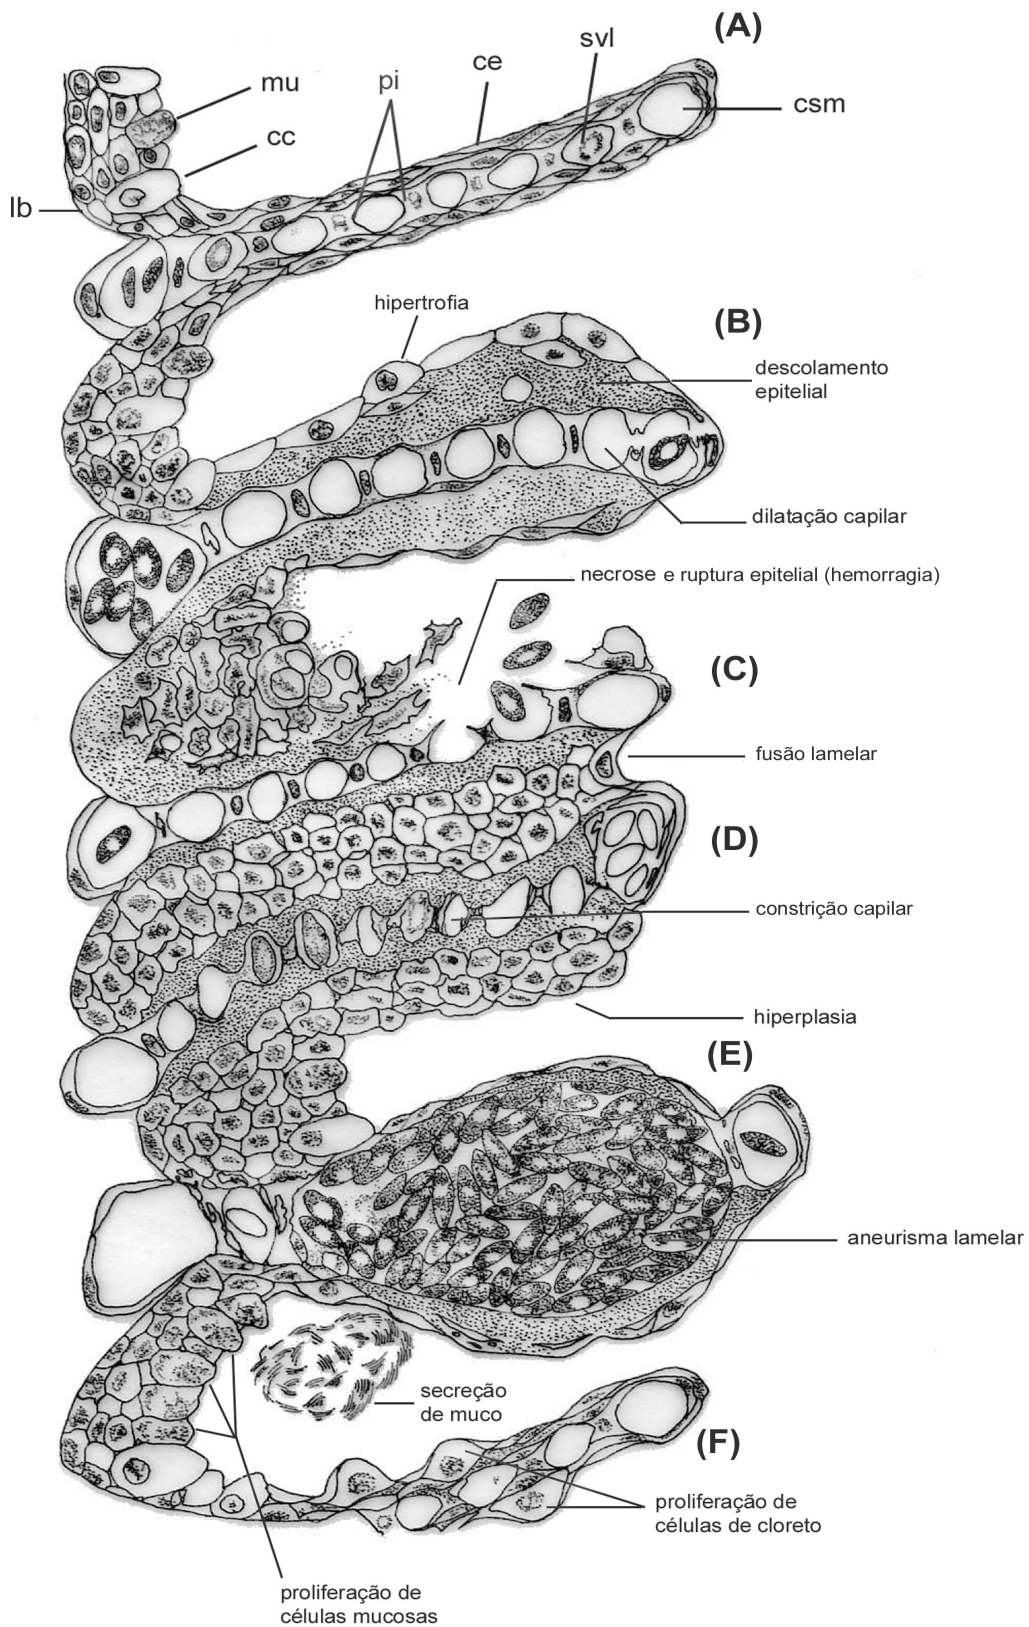 (A)
svl
ce
pi
mu
csm
cc
lb
hipertrofia
(B)
descolamento
epitelial
dilatação capilar
necrose e ruptura epitelial (hemorragia)
(C)
fusão lamelar
(D)
constrição capilar
hiperplasia
(E)
aneurisma lamelar
secreção
de muco
(F)
proliferação de
células de cloreto
proliferação de
células mucosas